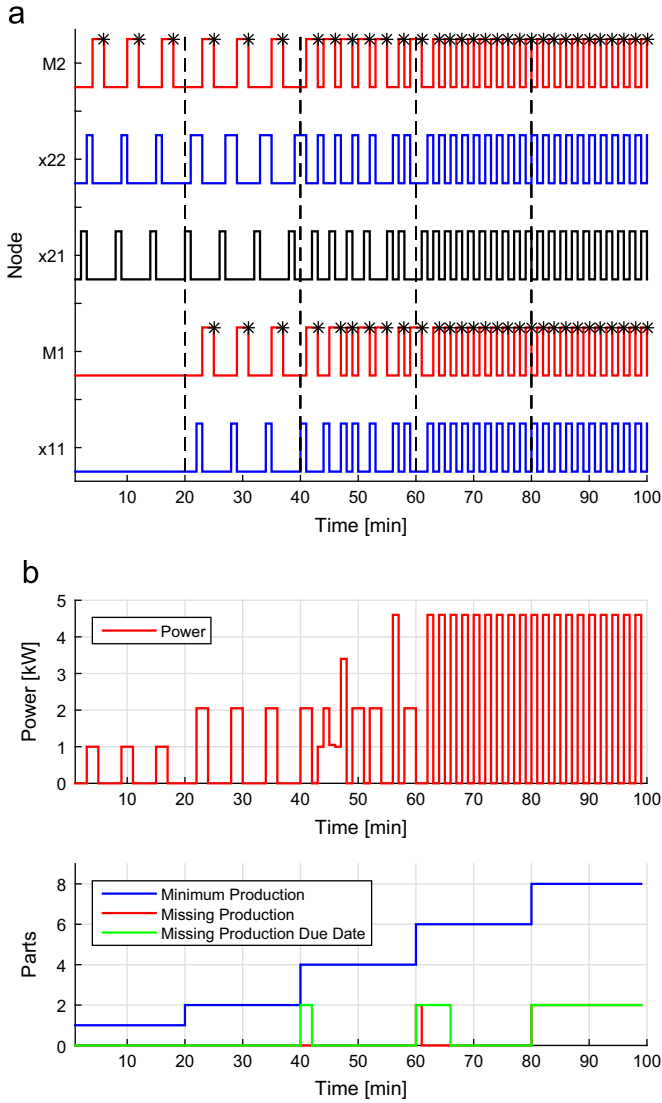 a
M2
x22
x21
M1
x11
Node
10 20 30 40 50 60 70 80 90 100
Time [min]
b
5
4
3
2
1
0
Power [kW]
Power
10 20 30 40 50 60 70 80 90 100
Time [min]
8
6
4
2
0
Parts
Minimum Production
Missing Production
Missing Production Due Date
10 20 30 40 50 60 70 80 90 100
Time [min]